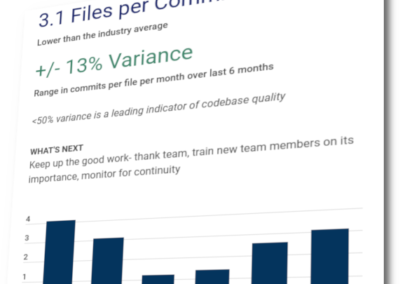 3.1 Files per Comm
Lower than the industry average
+/- 13% Variance
Range in commits per file per month over last 6 months
<50% variance is a leading indicator of codebase quality
WHAT'S NEXT
Keep up the good work- thank team, train new team members on its
importance, monitor for continuity
4
3
2
1